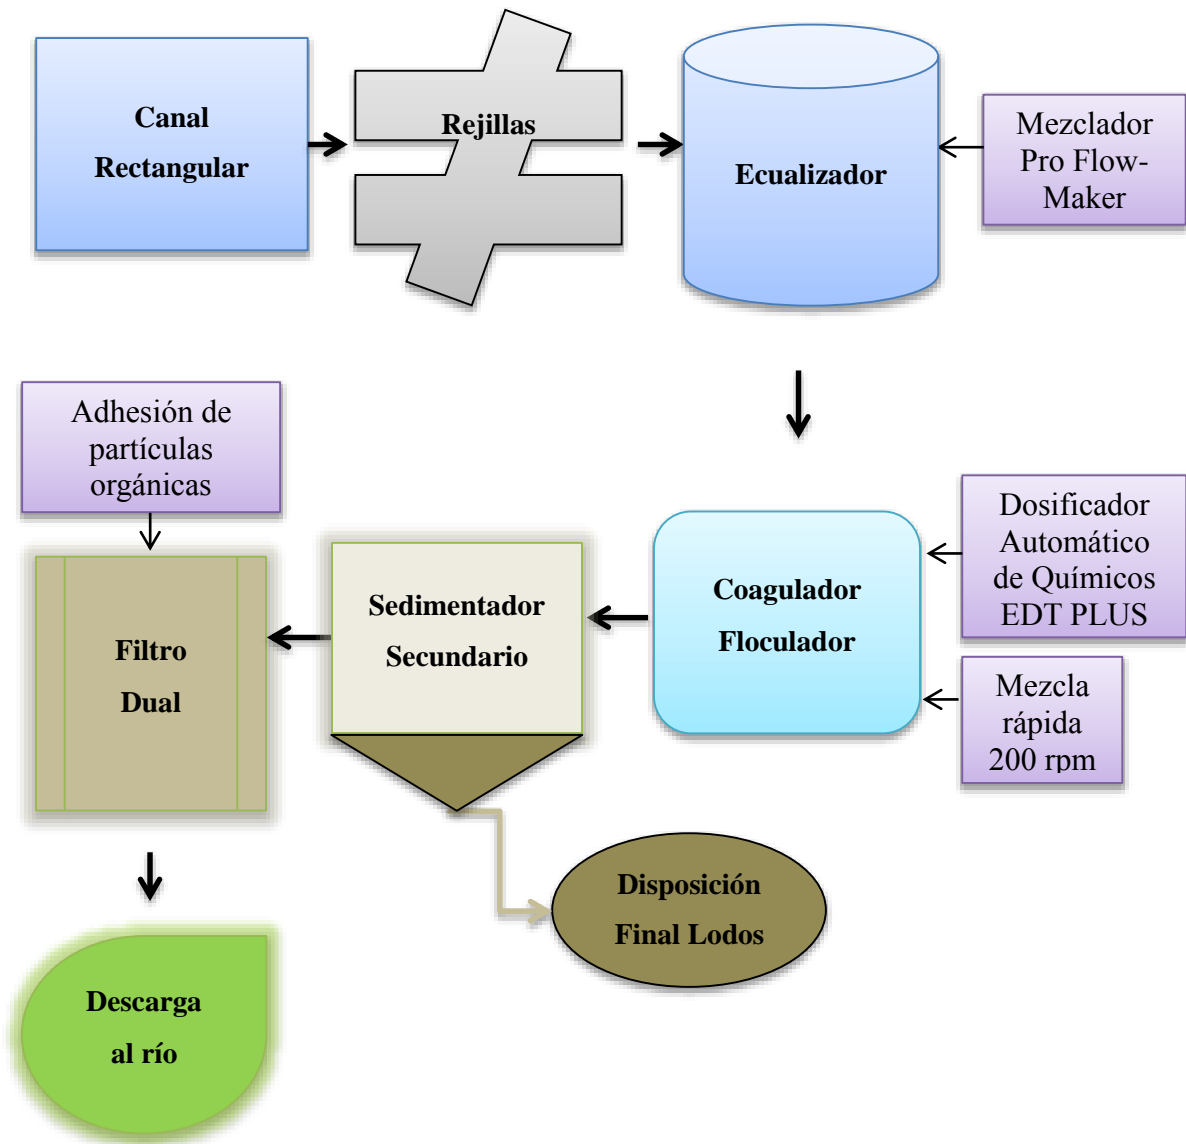 Canal
Rectangular
Rejillas
Ecualizador
Mezclador
Pro Flow-
Maker
Adhesión de
partículas
orgánicas
Dosificador
Automático
de Químicos
EDT PLUS
Coagulador
Floculador
Sedimentador
Secundario
Filtro
Dual
Mezcla
rápida
200 rpm
Disposición
Final Lodos
Descarga
al río